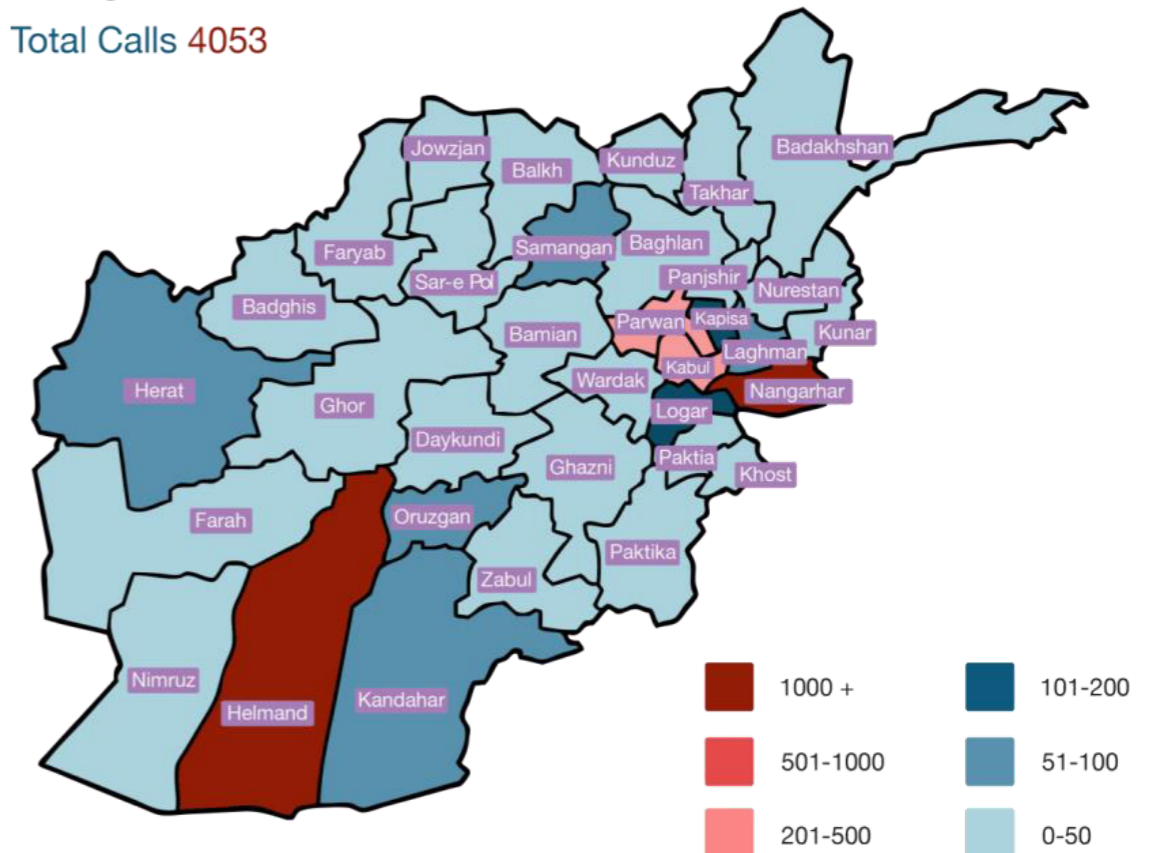 Total Calls 4053
Jowzjan
Balkh
Kunduz
Badakhshan
Takhar
Faryab
Samangan
Baghlan
Sar-e Pol
Panjshir
Nurestan
Badghis
Bamian
Parwan
Kapisa
Kunar
Laghman
Kabul
Herat
Ghor
Wardak
Nangarhar
Logar
Daykundi
Ghazni
Paktia
Khost
Farah
Oruzgan
Paktika
Zabul
Nimruz
Helmand
Kandahar
1000 +
101-200
501-1000
51-100
201-500
0-50